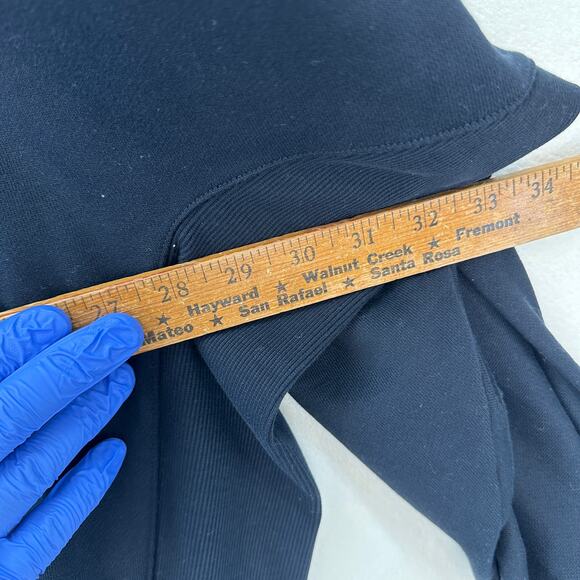 27 28 29 30 31 32 33 34
★ Hayward ★ Walnut Creek ★ Fremont
Mateo ★ San Rafael ★ Santa Rosa